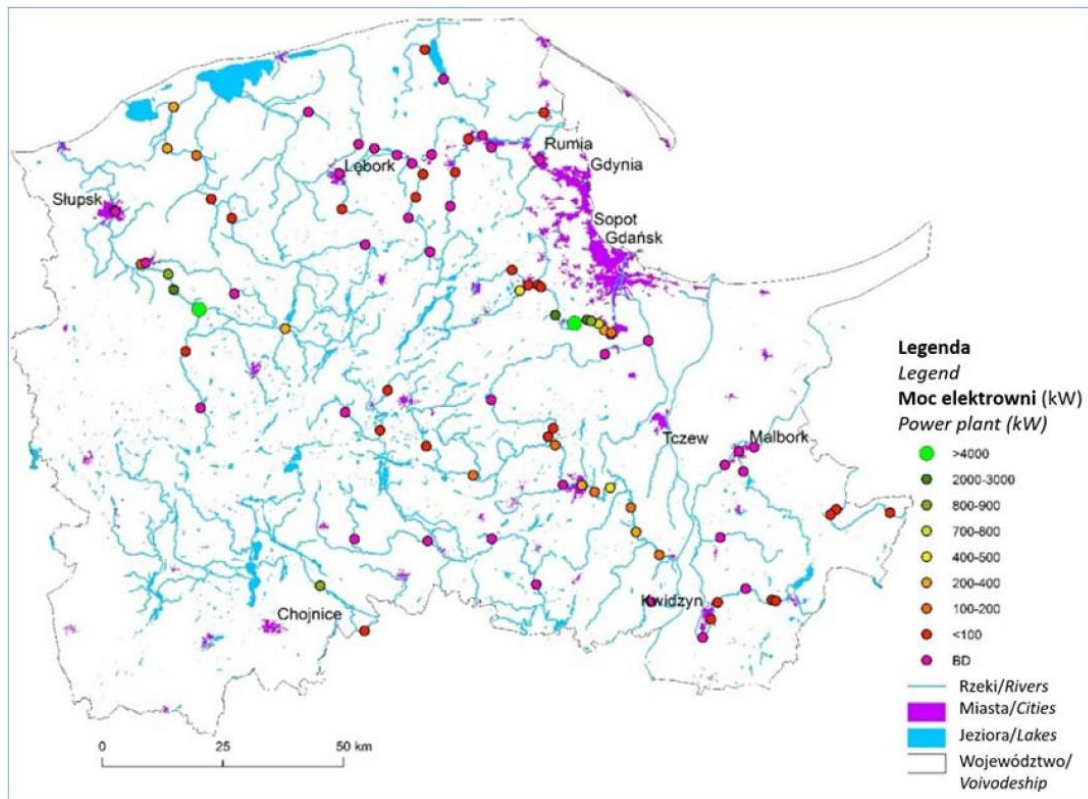 Rumia
Gdynia
Lębork
Słupsk
Sopot
Gdańsk
Tczew
Malbork
Kwidzyn
Chojnice
0
25
50 km
Legenda
Legend
Moc elektrowni (kW)
Power plant (kW)
>4000
2000-3000
800-900
700-800
400-500
200-400
100-200
<100
BD
Rzeki/Rivers
Miasta/Cities
Jeziora/Lakes
Województwo/
Voivodeship